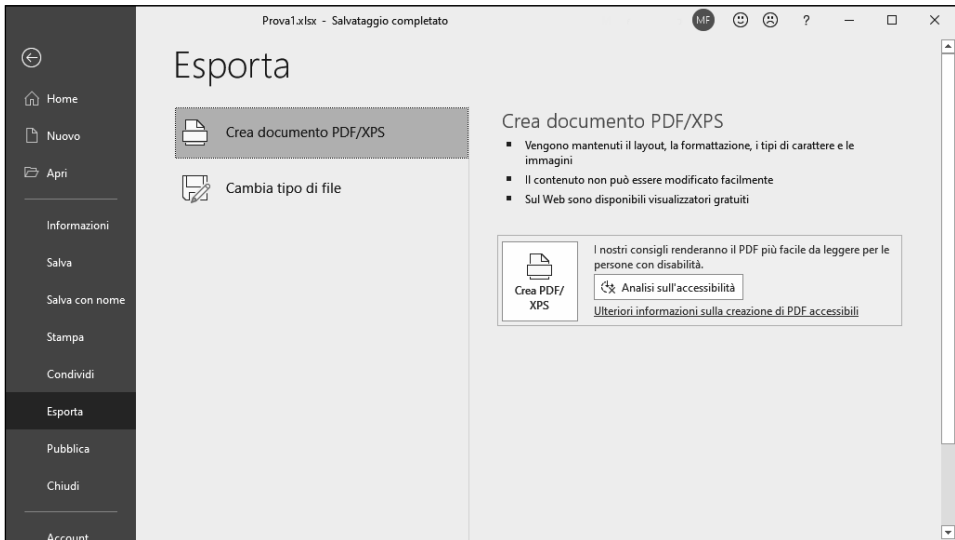 Prova1.xlsx - Salvataggio completato
MF
?
Home
Nuovo
Apri
Informazioni
Salva
Salva con nome
Stampa
Condividi
Esporta
Pubblica
Chiudi
Account
Esporta
Crea documento PDF/XPS
Cambia tipo di file
Crea documento PDF/XPS
Vengono mantenuti il layout, la formattazione, i tipi di carattere e le
immagini
Il contenuto non può essere modificato facilmente
Sul Web sono disponibili visualizzatori gratuiti
Crea PDF/
XPS
I nostri consigli renderanno il PDF più facile da leggere per le
persone con disabilità.
Analisi sull'accessibilità
Ulteriori informazioni sulla creazione di PDF accessibili